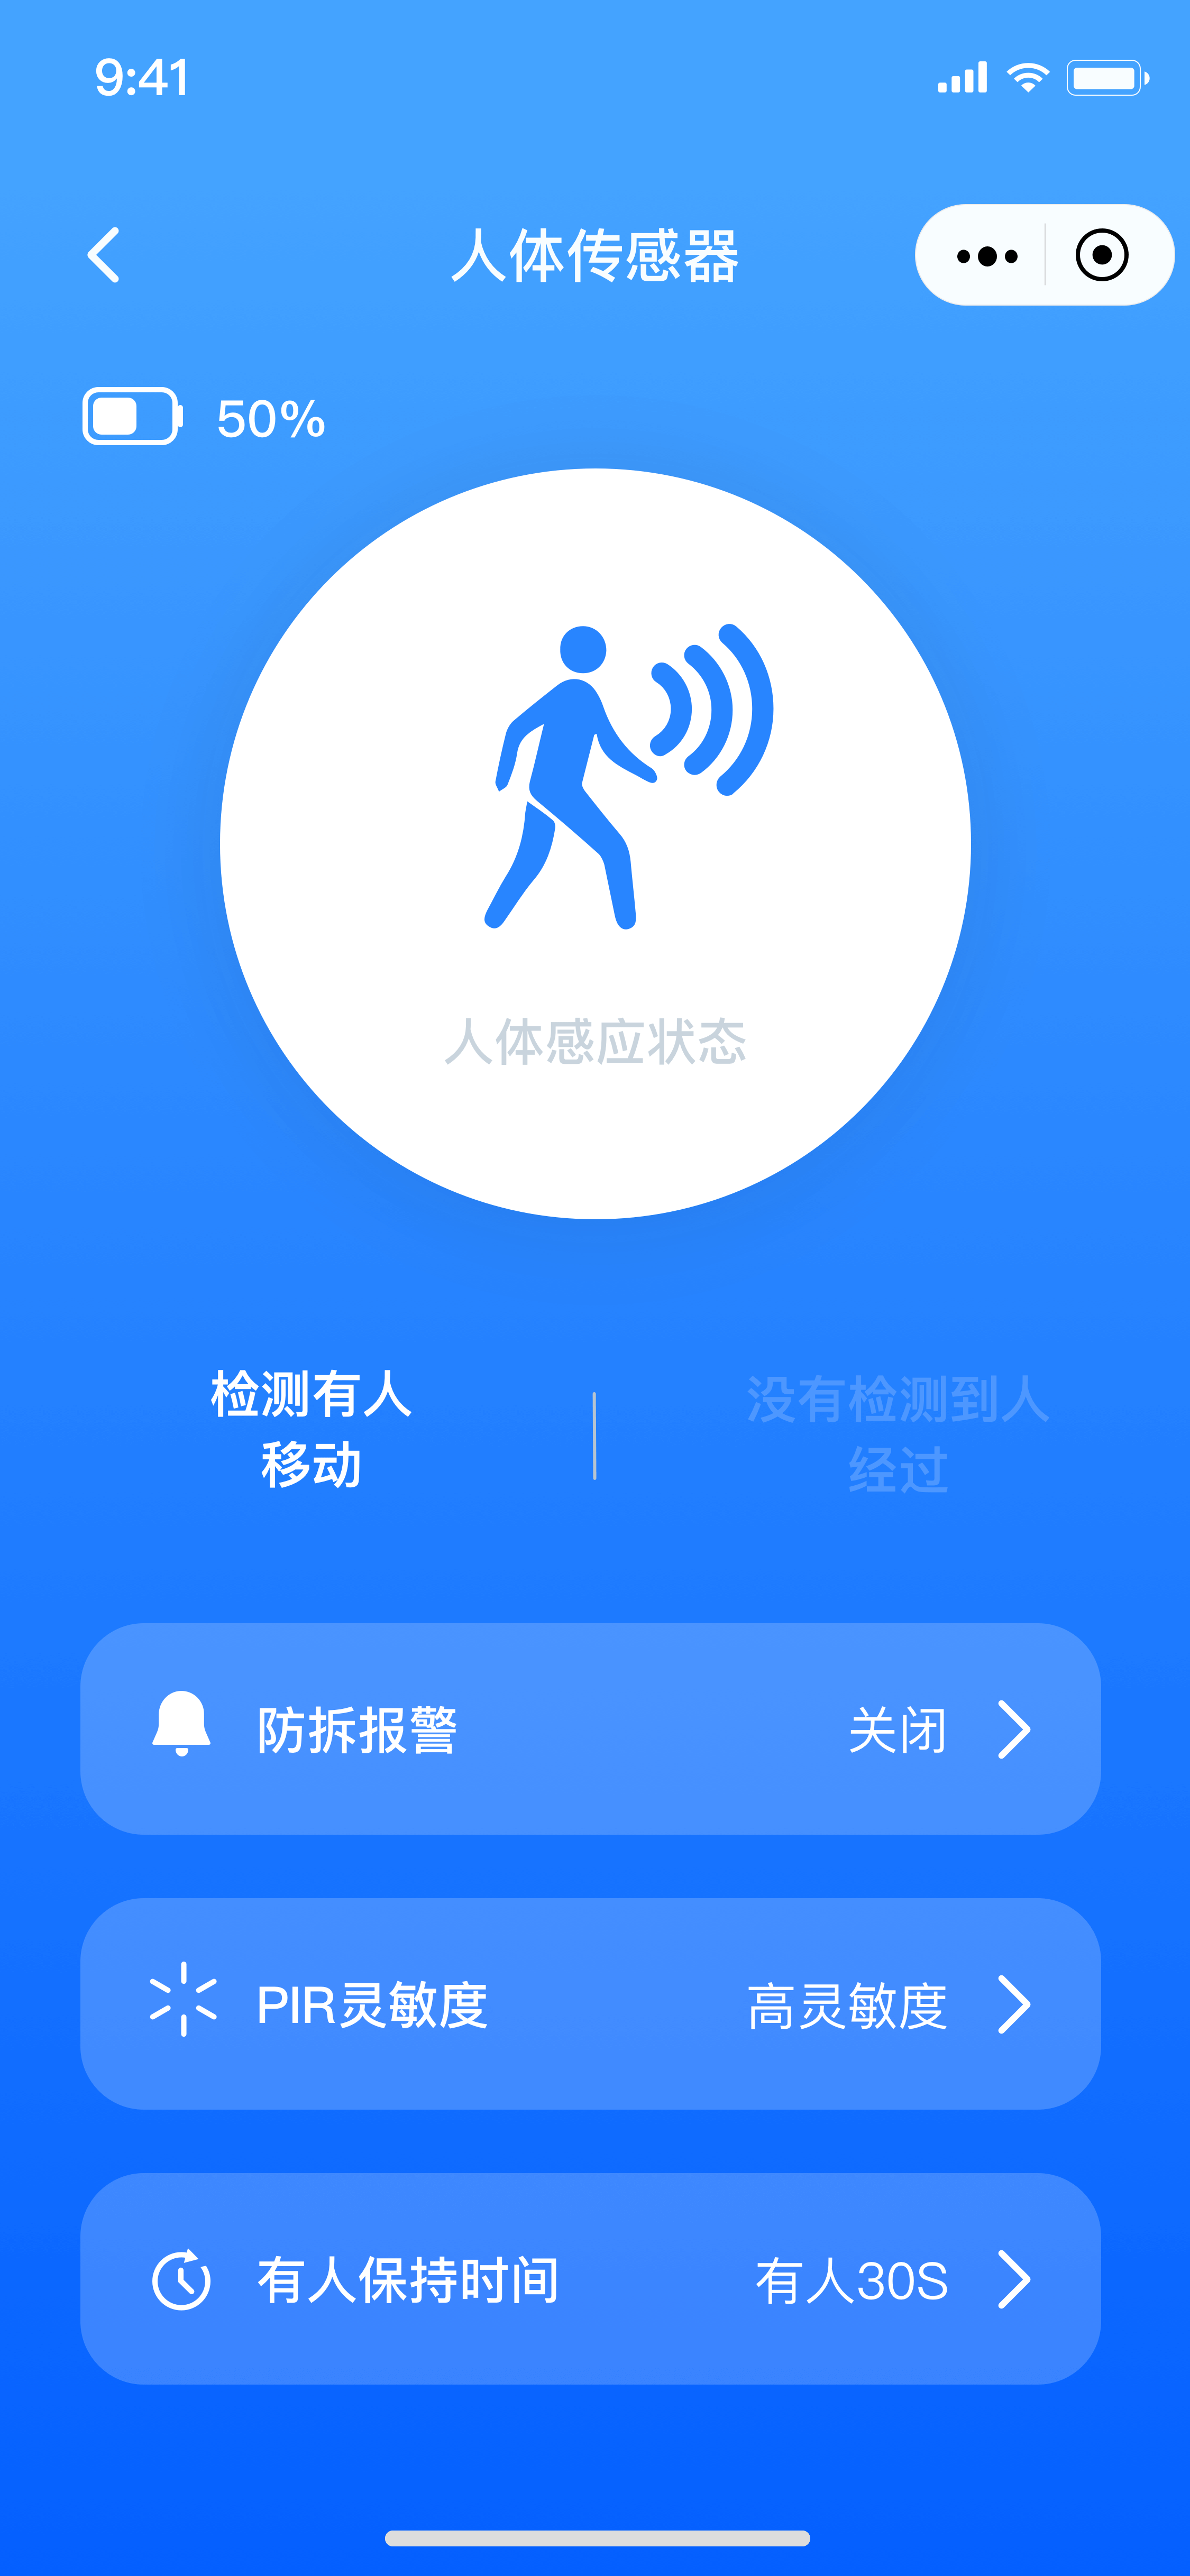 9:41
人体传感器
50%
人体感应状态
检测有人
移动
没有检测到人
经过
防拆报警
关闭
PIR灵敏度
高灵敏度
有人保持时间
有人30S